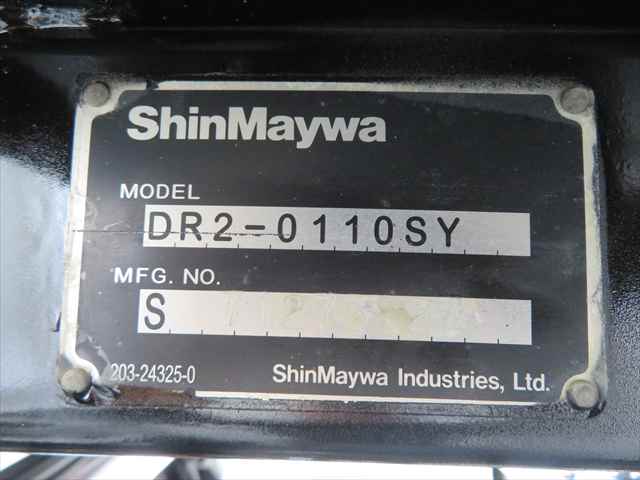 ShinMaywa
MODEL
DR2-0110SY
MFG. NO.
S
203-24325-0
ShinMaywa Industries, Ltd.